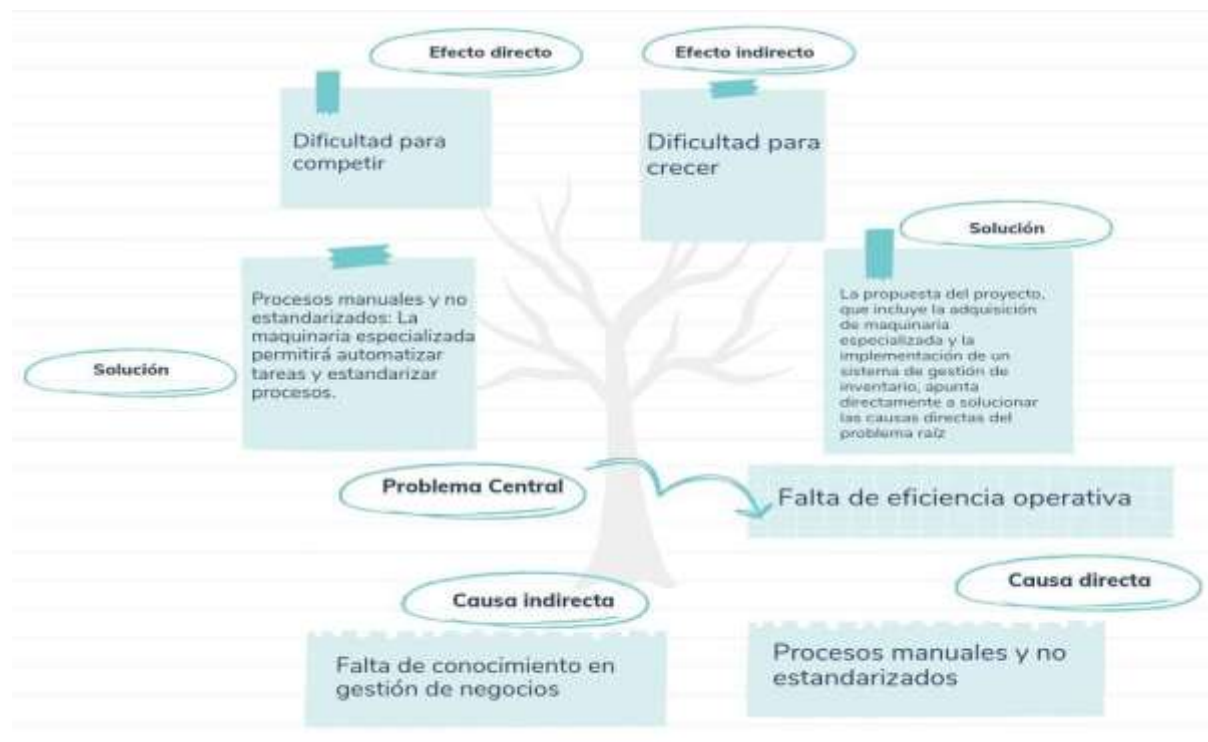 Efecto directo
Efecto indirecto
Dificultad para
competir
Dificultad para
crecer
Solución
Procesos manuales y no
estandarizados: La
maquinaria especializada
permitirá automatizar
tareas y estandarizar
procesos.
Solución
La propuesta del proyecto,
que incluye la adquisición
de maquinaria
especializada y la
implementación de un
sistema de gestión de
inventario, apunta
directamente a solucionar
las causas directas del
problema raíz
Problema Central
Falta de eficiencia operativa
Causa indirecta
Causa directa
Falta de conocimiento en
gestión de negocios
Procesos manuales y no
estandarizados